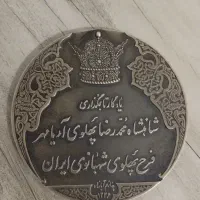 یادگار تاجگذاری
شاهنشاه محمدرضا پهلوی آریامهر
فرح پهلوی شهبانوی ایران